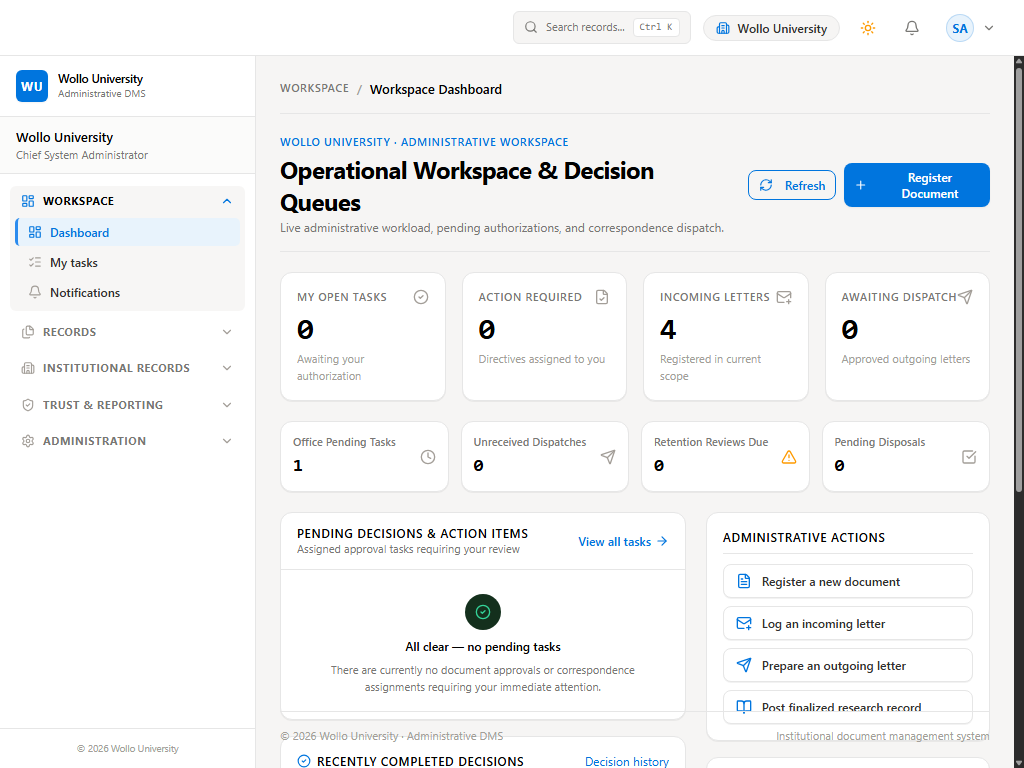 Search records... Ctrl K
Wollo University
SA
WU
Wollo University
Administrative DMS
Wollo University
Chief System Administrator
WORKSPACE
Dashboard
My tasks
Notifications
RECORDS
INSTITUTIONAL RECORDS
TRUST & REPORTING
ADMINISTRATION
© 2026 Wollo University
WORKSPACE / Workspace Dashboard
WOLLO UNIVERSITY · ADMINISTRATIVE WORKSPACE
Operational Workspace & Decision
Queues
Live administrative workload, pending authorizations, and correspondence dispatch.
Refresh
Register
Document
MY OPEN TASKS
0
Awaiting your
authorization
ACTION REQUIRED
0
Directives assigned to you
INCOMING LETTERS
4
Registered in current
scope
AWAITING DISPATCH
0
Approved outgoing letters
Office Pending Tasks
1
Unreceived Dispatches
0
Retention Reviews Due
0
Pending Disposals
0
PENDING DECISIONS & ACTION ITEMS
Assigned approval tasks requiring your review
View all tasks
All clear — no pending tasks
There are currently no document approvals or correspondence
assignments requiring your immediate attention.
ADMINISTRATIVE ACTIONS
Register a new document
Log an incoming letter
Prepare an outgoing letter
Post finalized research record
© 2026 Wollo University · Administrative DMS
Institutional document management system
RECENTLY COMPLETED DECISIONS
Decision history